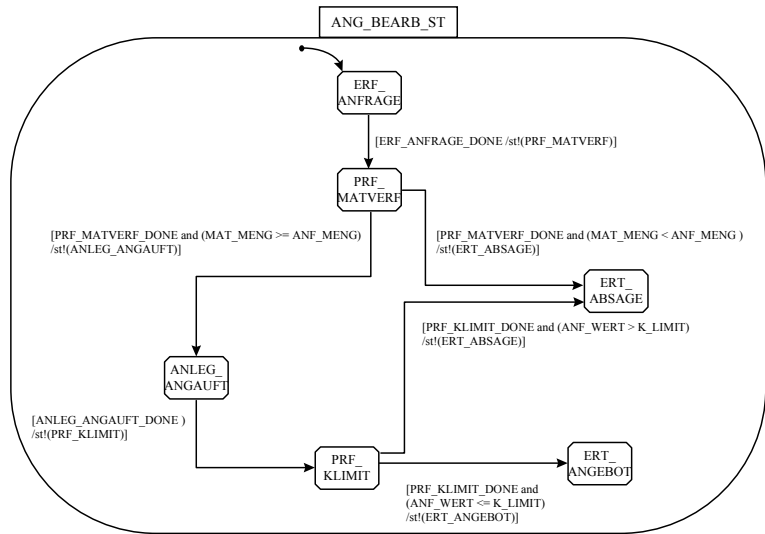 ANG_BEARB_ST
ERF_
ANFRAGE
[ERF_ANFRAGE_DONE /st!(PRF_MATVERF)]
PRF_
MATVERF
[PRF_MATVERF_DONE and (MAT_MENG >= ANF_MENG)
/st!(ANLEG_ANGAUFT)]
[PRF_MATVERF_DONE and (MAT_MENG < ANF_MENG )
/st!(ERT_ABSAGE)]
ERT_
ABSAGE
[PRF_KLIMIT_DONE and (ANF_WERT > K_LIMIT)
/st!(ERT_ABSAGE)]
ANLEG_
ANGAUFT
[ANLEG_ANGAUFT_DONE )
/st!(PRF_KLIMIT)]
PRF_
KLIMIT
ERT_
ANGEBOT
[PRF_KLIMIT_DONE and
(ANF_WERT <= K_LIMIT)
/st!(ERT_ANGEBOT)]